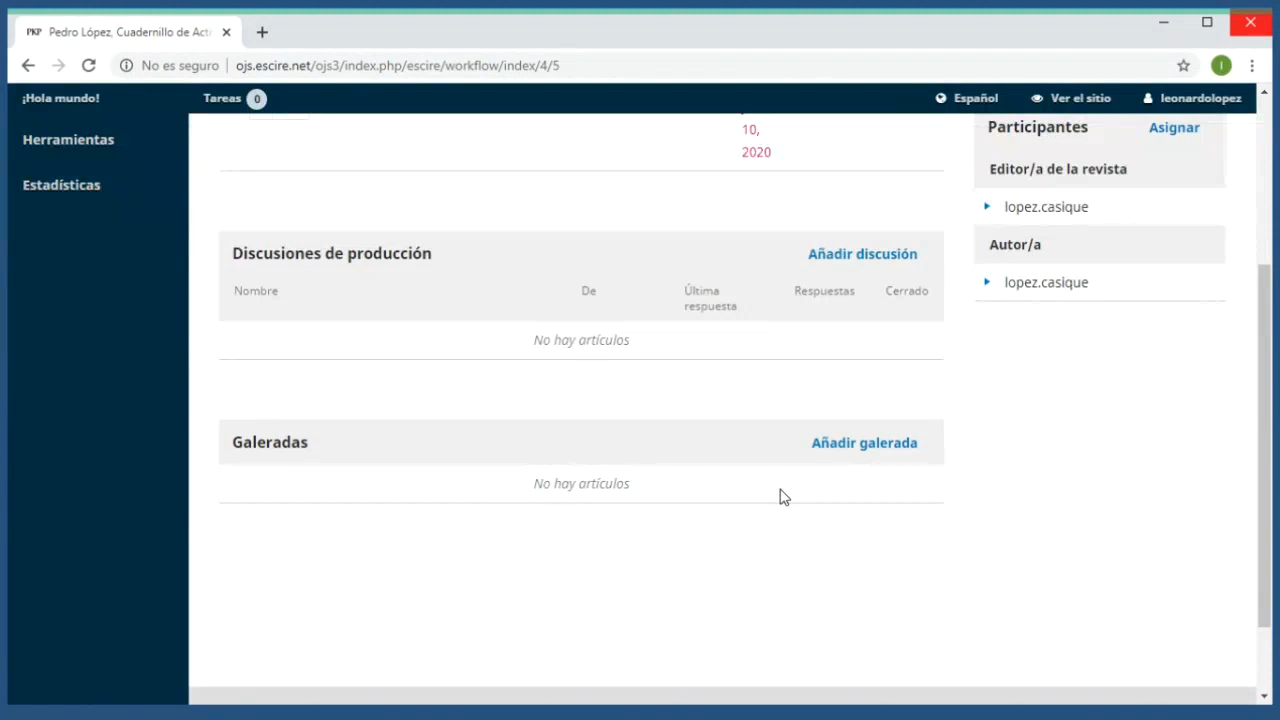 PKP Pedro López, Cuadernillo de Act
No es seguro ojs.escire.net/ojs3/index.php/escire/workflow/index/4/5
I
¡Hola mundo! Tareas 0 Español Ver el sitio leonardolopez
Herramientas
Estadísticas
10,
2020
Participantes Asignar
Editor/a de la revista
lopez.casique
Autor/a
lopez.casique
Discusiones de producción Añadir discusión
Nombre De Última respuesta Respuestas Cerrado
No hay artículos
Galeradas Añadir galerada
No hay artículos